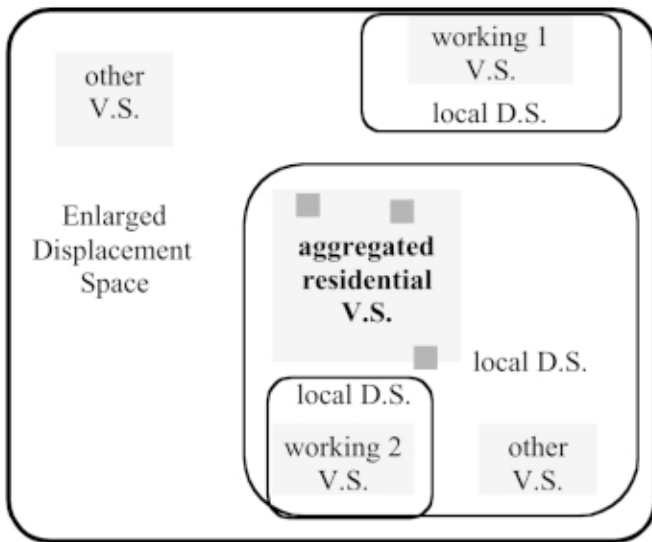 other
V.S.
working 1
V.S.
local D.S.
Enlarged
Displacement
Space
aggregated
residential
V.S.
local D.S.
local D.S.
working 2
V.S.
other
V.S.